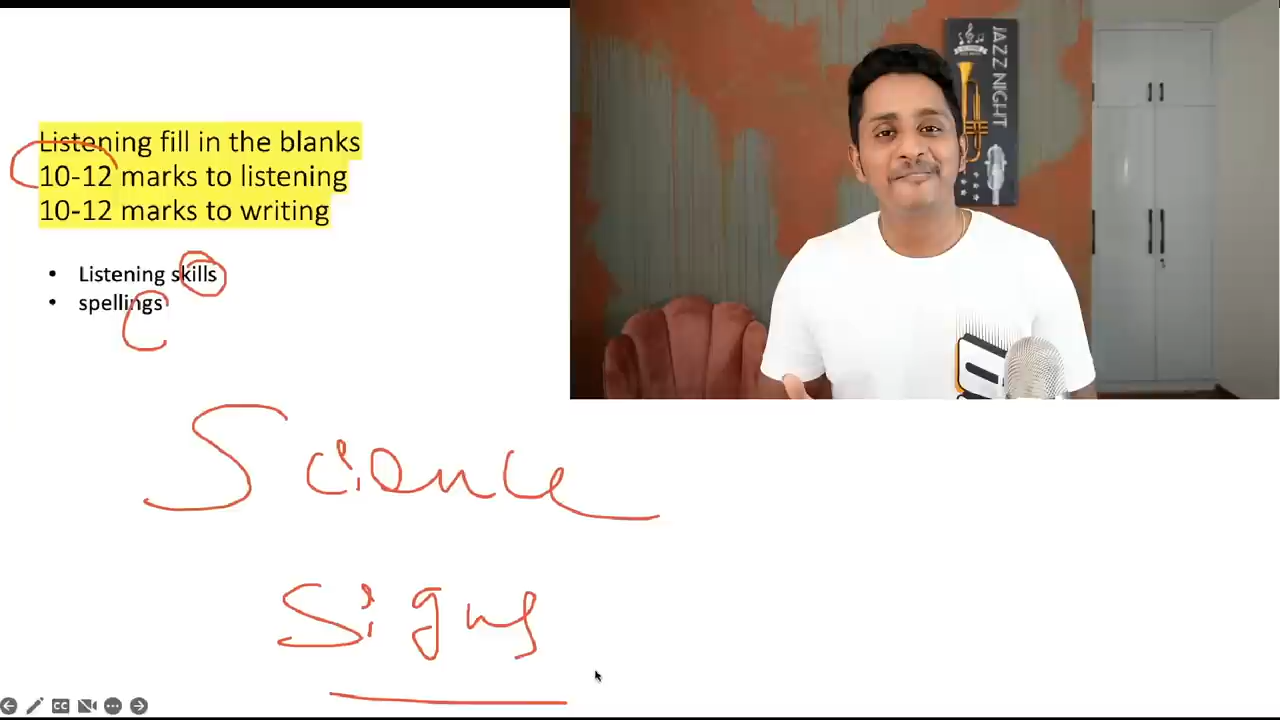 Listening fill in the blanks
10-12 marks to listening
10-12 marks to writing
• Listening skills
• spellings
Science
Signs
JAZZ NIGHT